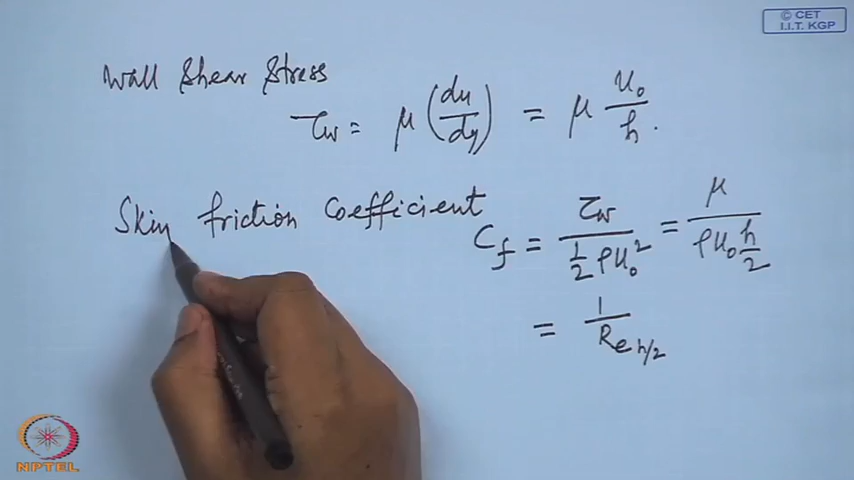 © CET
I.I.T. KGP
Wall Shear Stress
τw = μ (du/dy) = μ u₀/h.
Skin friction Coefficient
Cf = τw / (1/2 ρu₀²) = μ / (ρu₀ h/2)
= 1 / Re h/2
NPTEL